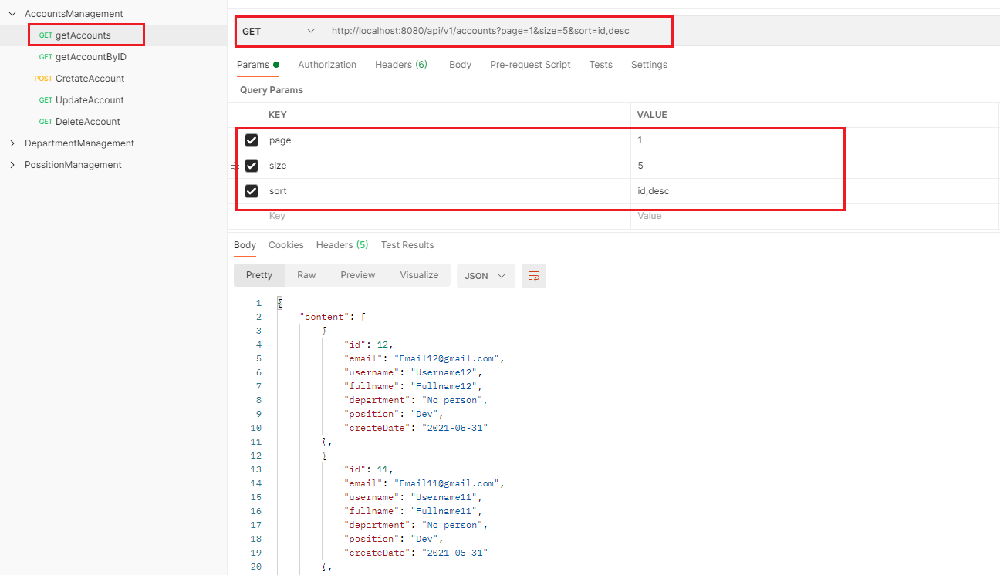 AccountsManagement
GET getAccounts
GET getAccountByID
POST CretateAccount
GET UpdateAccount
GET DeleteAccount
DepartmentManagement
PossitionManagement
GET http://localhost:8080/api/v1/accounts?page=1&size=5&sort=id,desc
Params Authorization Headers (6) Body Pre-request Script Tests Settings
Query Params
KEY VALUE
page 1
size 5
sort id,desc
Key Value
Body Cookies Headers (5) Test Results
Pretty Raw Preview Visualize JSON
1 {
2 "content": [
3 {
4 "id": 12,
5 "email": "Email12@gmail.com",
6 "username": "Username12",
7 "fullname": "Fullname12",
8 "department": "No person",
9 "position": "Dev",
10 "createDate": "2021-05-31"
11 },
12 {
13 "id": 11,
14 "email": "Email11@gmail.com",
15 "username": "Username11",
16 "fullname": "Fullname11",
17 "department": "No person",
18 "position": "Dev",
19 "createDate": "2021-05-31"
20 },